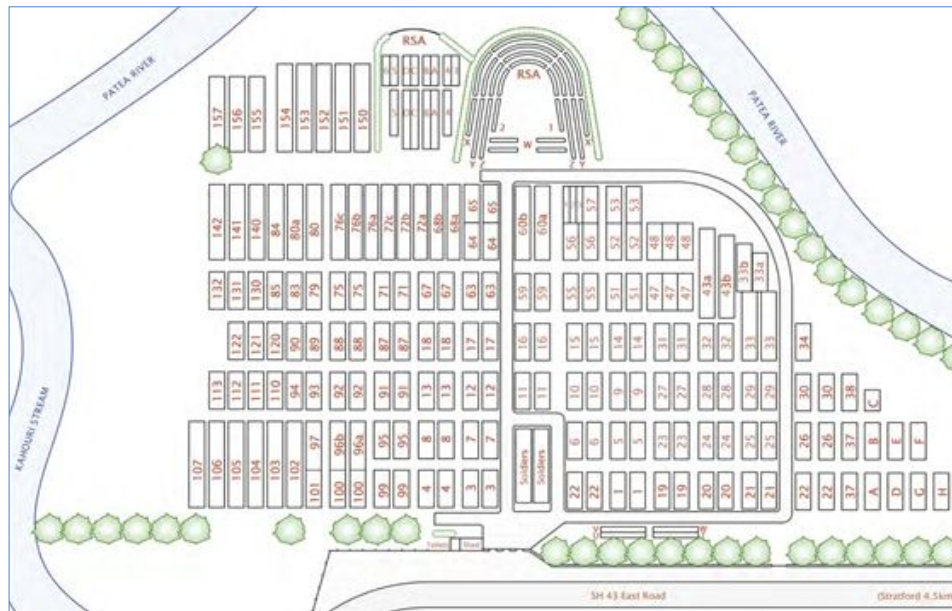 PATEA RIVER
PATEA RIVER
KAHOURI STREAM
RSA
RSA
2 1
X W X
Y Z Z Y
157 156 155 154 153 152 151 150
142 141 140 84 80a 80 76c 76b 76a 72c 72b 72a 68b 68a 65 65 60b 60a 57 53 53
64 64 56 56 52 52 48 48 48 43a 43b 33b 33a
132 131 130 85 83 79 75 75 71 71 67 67 63 63 59 59 55 55 51 51 47 47 47
122 121 120 90 89 88 88 87 87 18 18 17 17 16 16 15 15 14 14 31 31 32 32 33 33 34
113 112 111 110 94 93 92 92 91 91 13 13 12 12 11 11 10 10 9 9 27 27 28 28 29 29 30 30 38 C
107 106 105 104 103 102 97 96b 96a 95 95 8 8 7 7 Soldiers Soldiers 6 6 5 5 23 23 24 24 25 25 26 26 37 B E F
101 100 100 99 99 4 4 3 3 22 22 1 1 19 19 20 20 21 21 22 22 37 A D G H
Toilets Shed
SH 43 East Road
(Stratford 4.5km